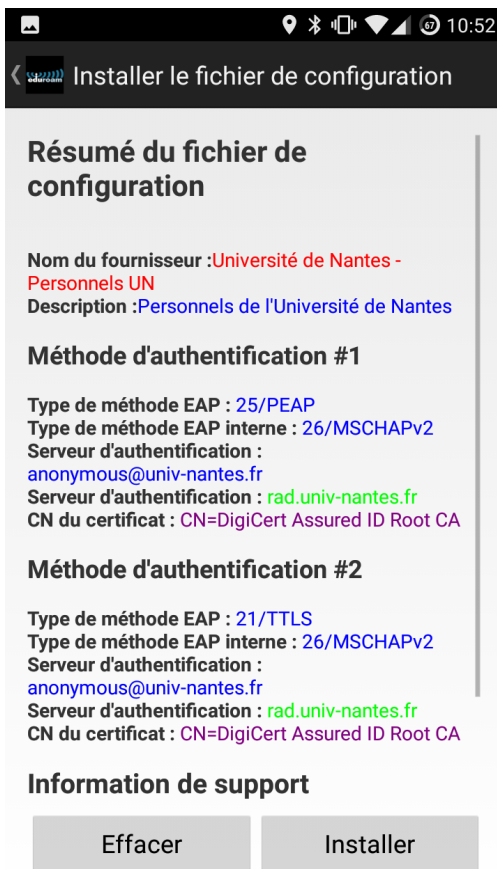 67 10:52
eduroam Installer le fichier de configuration
Résumé du fichier de
configuration
Nom du fournisseur :Université de Nantes -
Personnels UN
Description :Personnels de l'Université de Nantes
Méthode d'authentification #1
Type de méthode EAP : 25/PEAP
Type de méthode EAP interne : 26/MSCHAPv2
Serveur d'authentification :
anonymous@univ-nantes.fr
Serveur d'authentification : rad.univ-nantes.fr
CN du certificat : CN=DigiCert Assured ID Root CA
Méthode d'authentification #2
Type de méthode EAP : 21/TTLS
Type de méthode EAP interne : 26/MSCHAPv2
Serveur d'authentification :
anonymous@univ-nantes.fr
Serveur d'authentification : rad.univ-nantes.fr
CN du certificat : CN=DigiCert Assured ID Root CA
Information de support
Effacer Installer